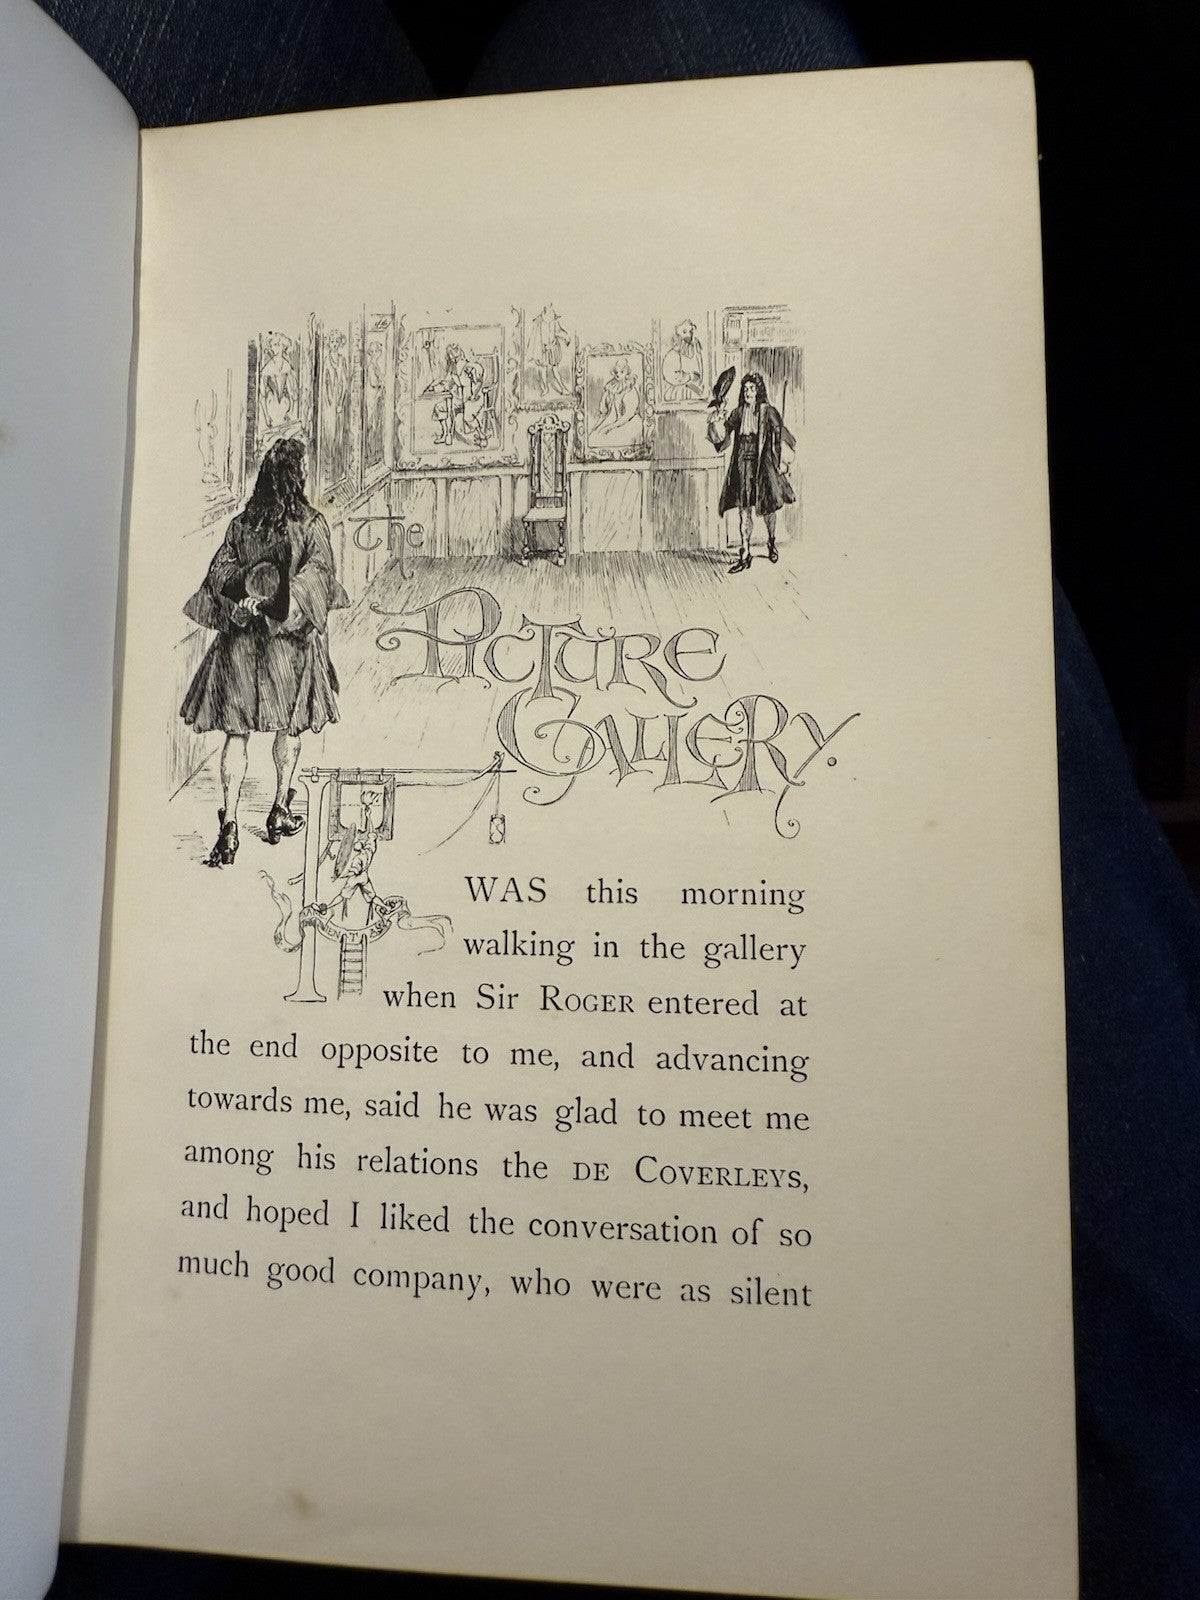 The
PICTURE
GALLERY.
I WAS this morning
walking in the gallery
when Sir ROGER entered at
the end opposite to me, and advancing
towards me, said he was glad to meet me
among his relations the DE COVERLEYS,
and hoped I liked the conversation of so
much good company, who were as silent